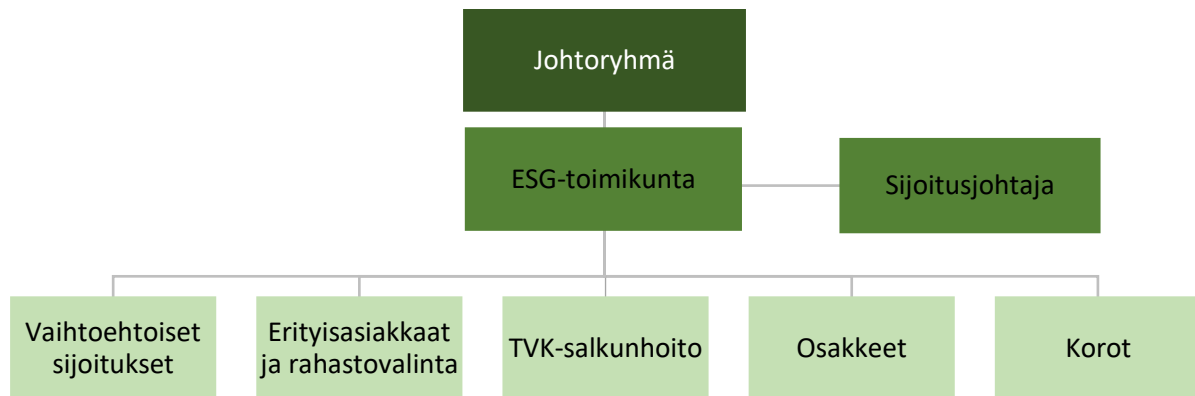 Johtoryhmä
ESG-toimikunta
Sijoitusjohtaja
Vaihtoehtoiset
sijoitukset
Erityisasiakkaat
ja rahastovalinta
TVK-salkunhoito
Osakkeet
Korot